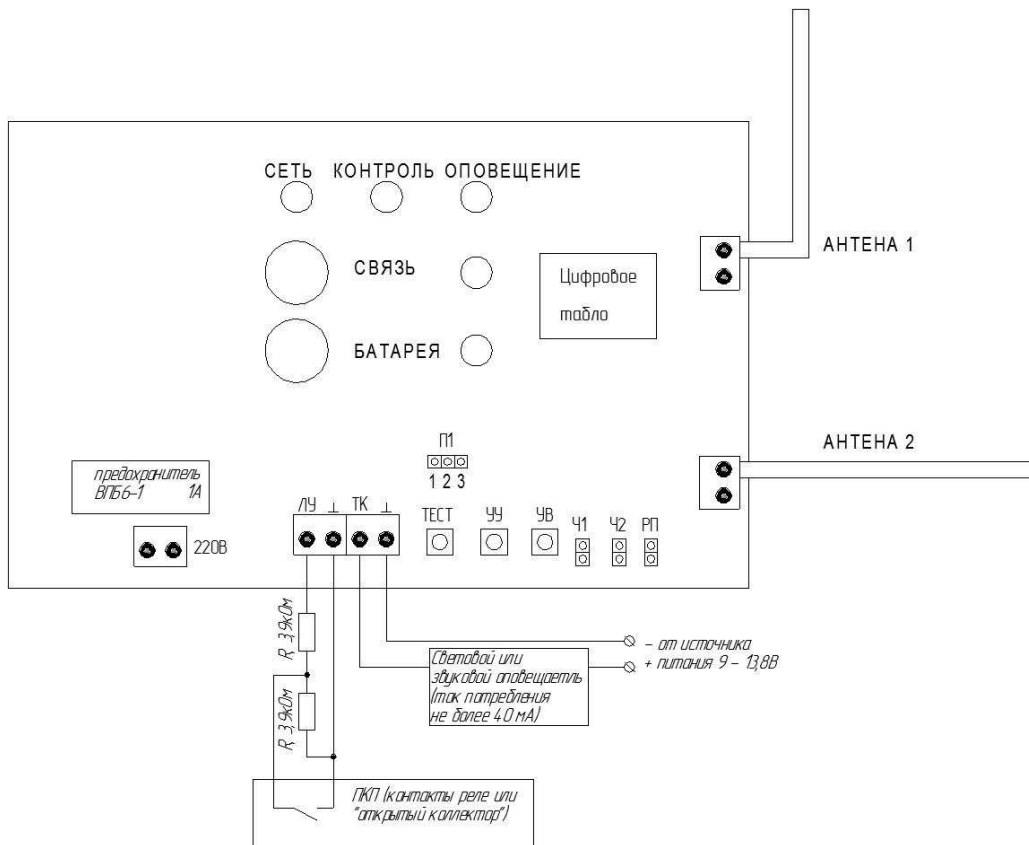 СЕТЬ КОНТРОЛЬ ОПОВЕЩЕНИЕ
АНТЕНА 1
СВЯЗЬ
Цифровое
табло
БАТАРЕЯ
АНТЕНА 2
П1
1 2 3
предохранитель
ВПБ6-1 1А
ЛУ ⊥ ТК ⊥
ТЕСТ УУ УВ Ч1 Ч2 РП
220В
R 3,9кОм
- от источника
+ питания 9 - 13,8В
Световой или
звуковой оповещаетль
(ток потребления
не более 40 мА)
R 3,9кОм
ПКП (контакты реле или
"открытый коллектор")